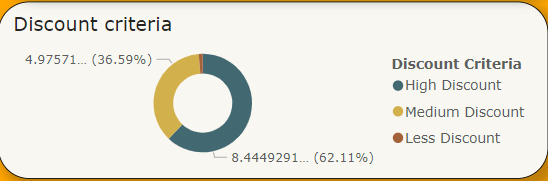 Discount criteria
4.97571... (36.59%)
Discount Criteria
High Discount
Medium Discount
Less Discount
8.4449291... (62.11%)